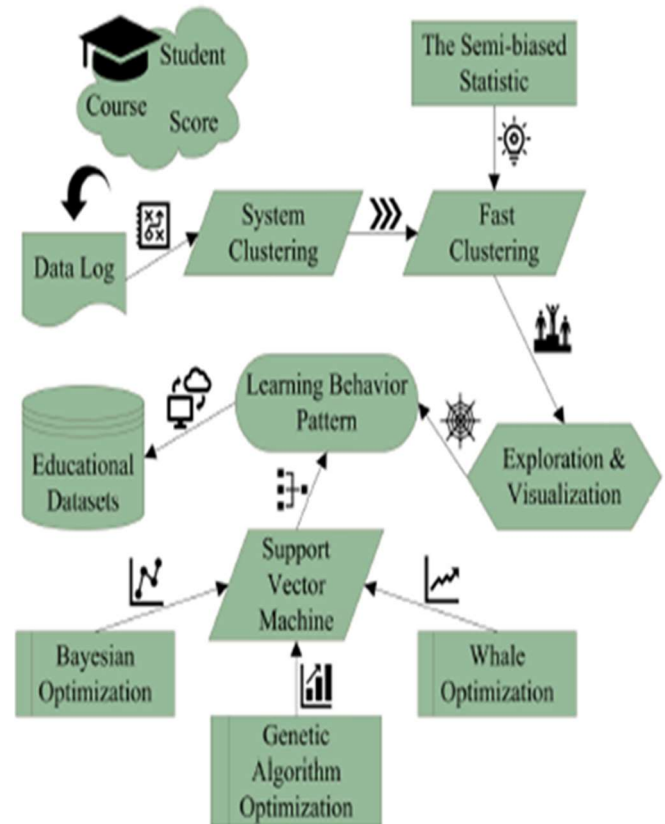 Student
Course
Score
The Semi-biased
Statistic
Data Log
System
Clustering
Fast
Clustering
Educational
Datasets
Learning Behavior
Pattern
Exploration &
Visualization
Support
Vector
Machine
Bayesian
Optimization
Genetic
Algorithm
Optimization
Whale
Optimization